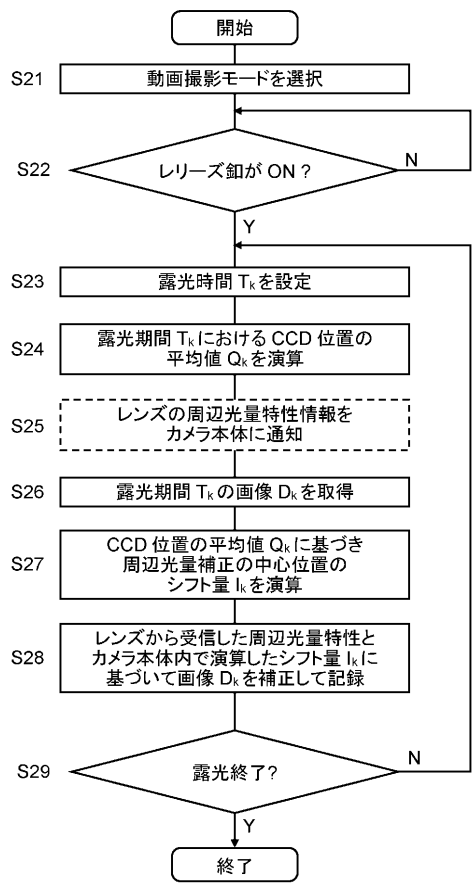 開始
S21
動画撮影モードを選択
S22
レリーズ釦が ON ?
N
Y
S23
露光時間 Tkを設定
S24
露光期間 Tkにおける CCD 位置の
平均値 Qkを演算
S25
レンズの周辺光量特性情報を
カメラ本体に通知
S26
露光期間 Tkの画像 Dkを取得
S27
CCD 位置の平均値 Qkに基づき
周辺光量補正の中心位置の
シフト量 Ikを演算
S28
レンズから受信した周辺光量特性と
カメラ本体内で演算したシフト量 Ikに
基づいて画像 Dkを補正して記録
S29
露光終了?
N
Y
終了